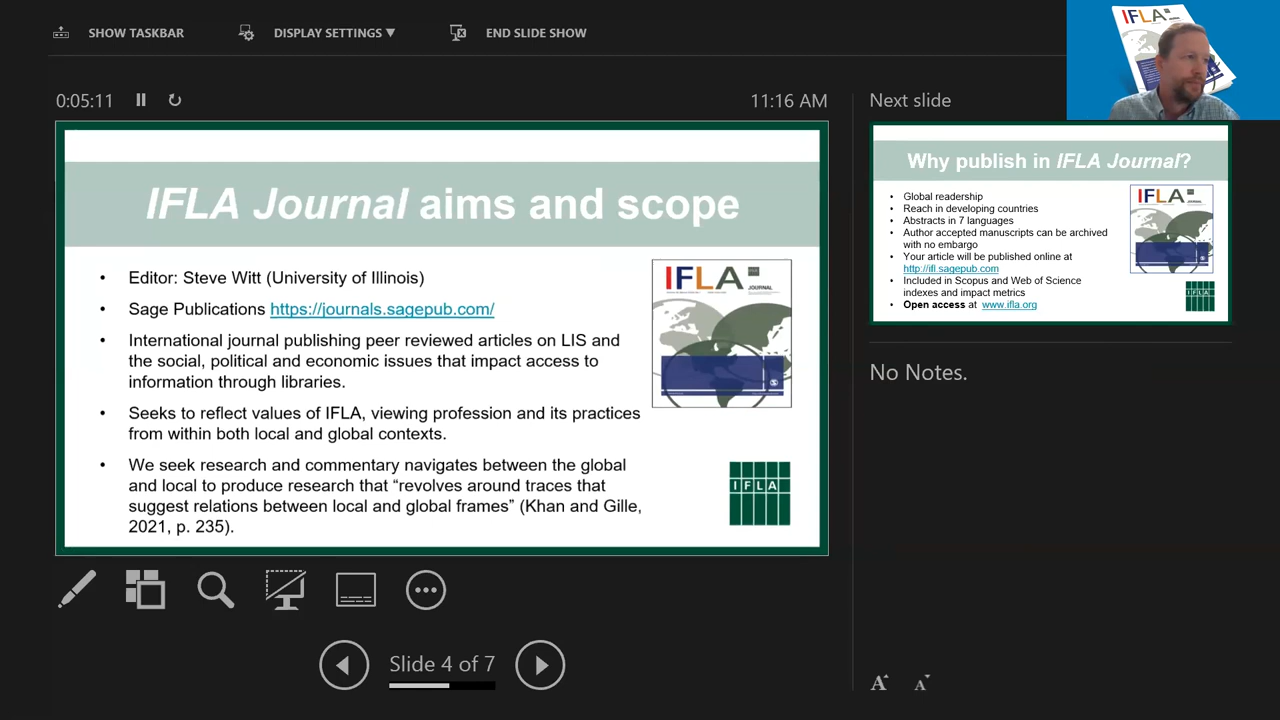 SHOW TASKBAR
DISPLAY SETTINGS ▼
END SLIDE SHOW
IFLA
0:05:11
11:16 AM
Next slide
IFLA Journal aims and scope
• Editor: Steve Witt (University of Illinois)
• Sage Publications https://journals.sagepub.com/
• International journal publishing peer reviewed articles on LIS and
the social, political and economic issues that impact access to
information through libraries.
• Seeks to reflect values of IFLA, viewing profession and its practices
from within both local and global contexts.
• We seek research and commentary navigates between the global
and local to produce research that “revolves around traces that
suggest relations between local and global frames” (Khan and Gille,
2021, p. 235).
IFLA
JOURNAL
IFLA
Why publish in IFLA Journal?
• Global readership
• Reach in developing countries
• Abstracts in 7 languages
• Author accepted manuscripts can be archived
with no embargo
• Your article will be published online at
http://ifl.sagepub.com
• Included in Scopus and Web of Science
indexes and impact metrics
• Open access at www.ifla.org
IFLA
JOURNAL
IFLA
No Notes.
Slide 4 of 7
A A